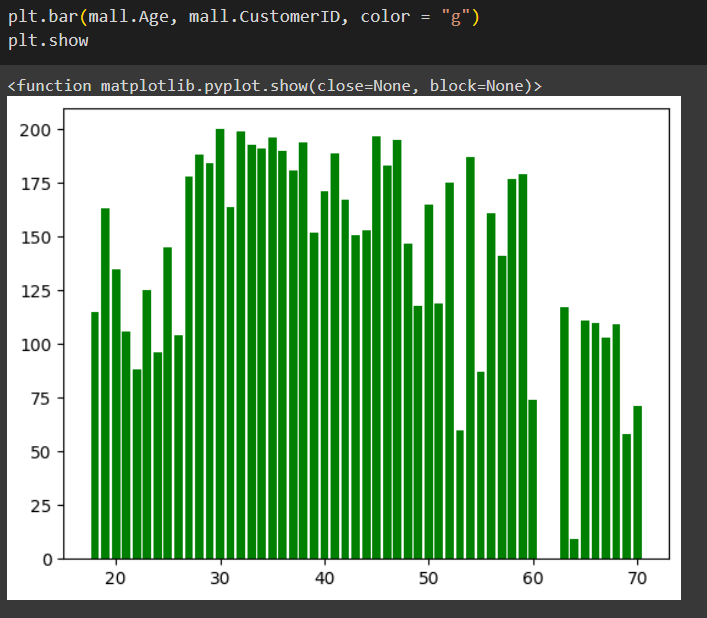 plt.bar(mall.Age, mall.CustomerID, color = "g")
plt.show
<function matplotlib.pyplot.show(close=None, block=None)>
200
175
150
125
100
75
50
25
0
20 30 40 50 60 70